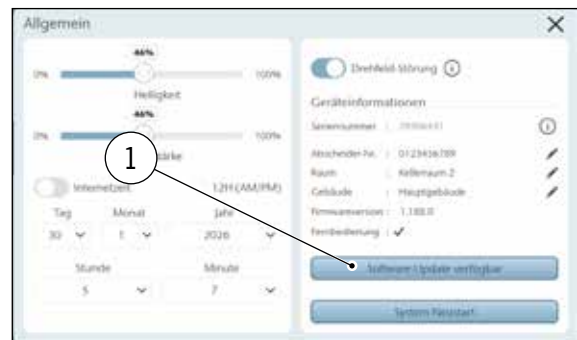 Allgemein
46%
0% 100%
Helligkeit
46%
0% 100%
1 stärke
Internetzeit 12H (AM/PM)
Tag Monat Jahr
30 1 2026
Stunde Minute
5 7
Drehfeld-Störung
Geräteinformationen
Seriennummer :
Abscheider-Nr. : 0123456789
Raum : Kellerraum 2
Gebäude : Hauptgebäude
Firmwareversion : 1.188.0
Fernbedienung :
Software Update verfügbar
System Neustart